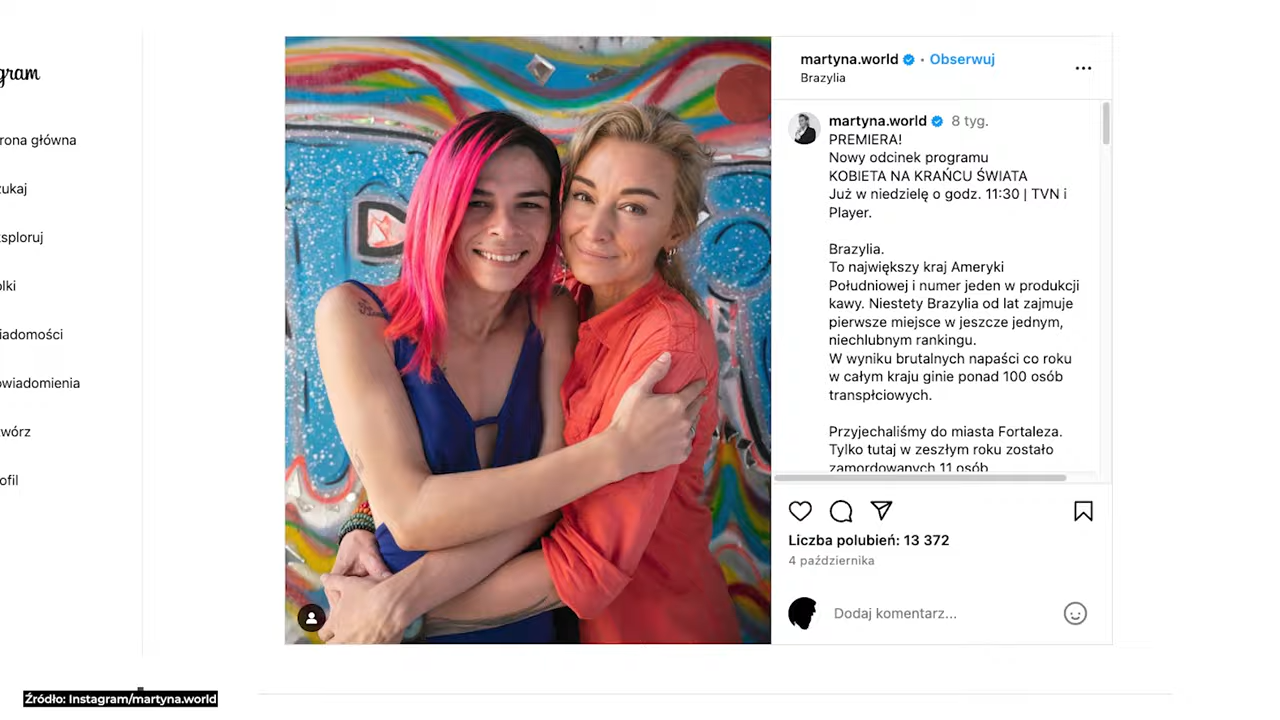 gram
rona główna
zukaj
ksploruj
olki
iadomości
owiadomienia
twórz
ofil
martyna.world · Obserwuj
Brazylia
martyna.world 8 tyg.
PREMIERA!
Nowy odcinek programu
KOBIETA NA KRAŃCU ŚWIATA
Już w niedzielę o godz. 11:30 | TVN i
Player.
Brazylia.
To największy kraj Ameryki
Południowej i numer jeden w produkcji
kawy. Niestety Brazylia od lat zajmuje
pierwsze miejsce w jeszcze jednym,
niechlubnym rankingu.
W wyniku brutalnych napaści co roku
w całym kraju ginie ponad 100 osób
transpłciowych.
Przyjechaliśmy do miasta Fortaleza.
Tylko tutaj w zeszłym roku zostało
zamordowanych 11 osób
Liczba polubień: 13 372
4 października
Dodaj komentarz...
Źródło: Instagram/martyna.world